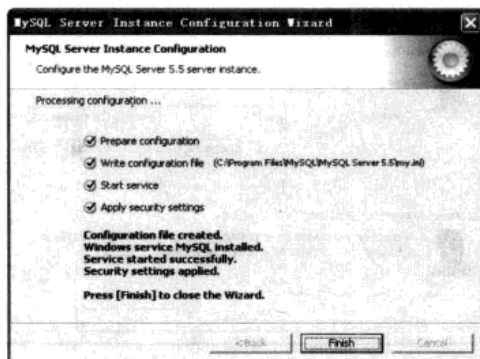 MySQL Server Instance Configuration Wizard
MySQL Server Instance Configuration
Configure the MySQL Server 5.5 server instance.
Processing configuration ...
Prepare configuration
Write configuration file (C:\Program Files\MySQL\MySQL Server 5.5\my.ini)
Start service
Apply security settings
Configuration file created.
Windows service MySQL installed.
Service started successfully.
Security settings applied.
Press [Finish] to close the Wizard.
<Back Finish Cancel